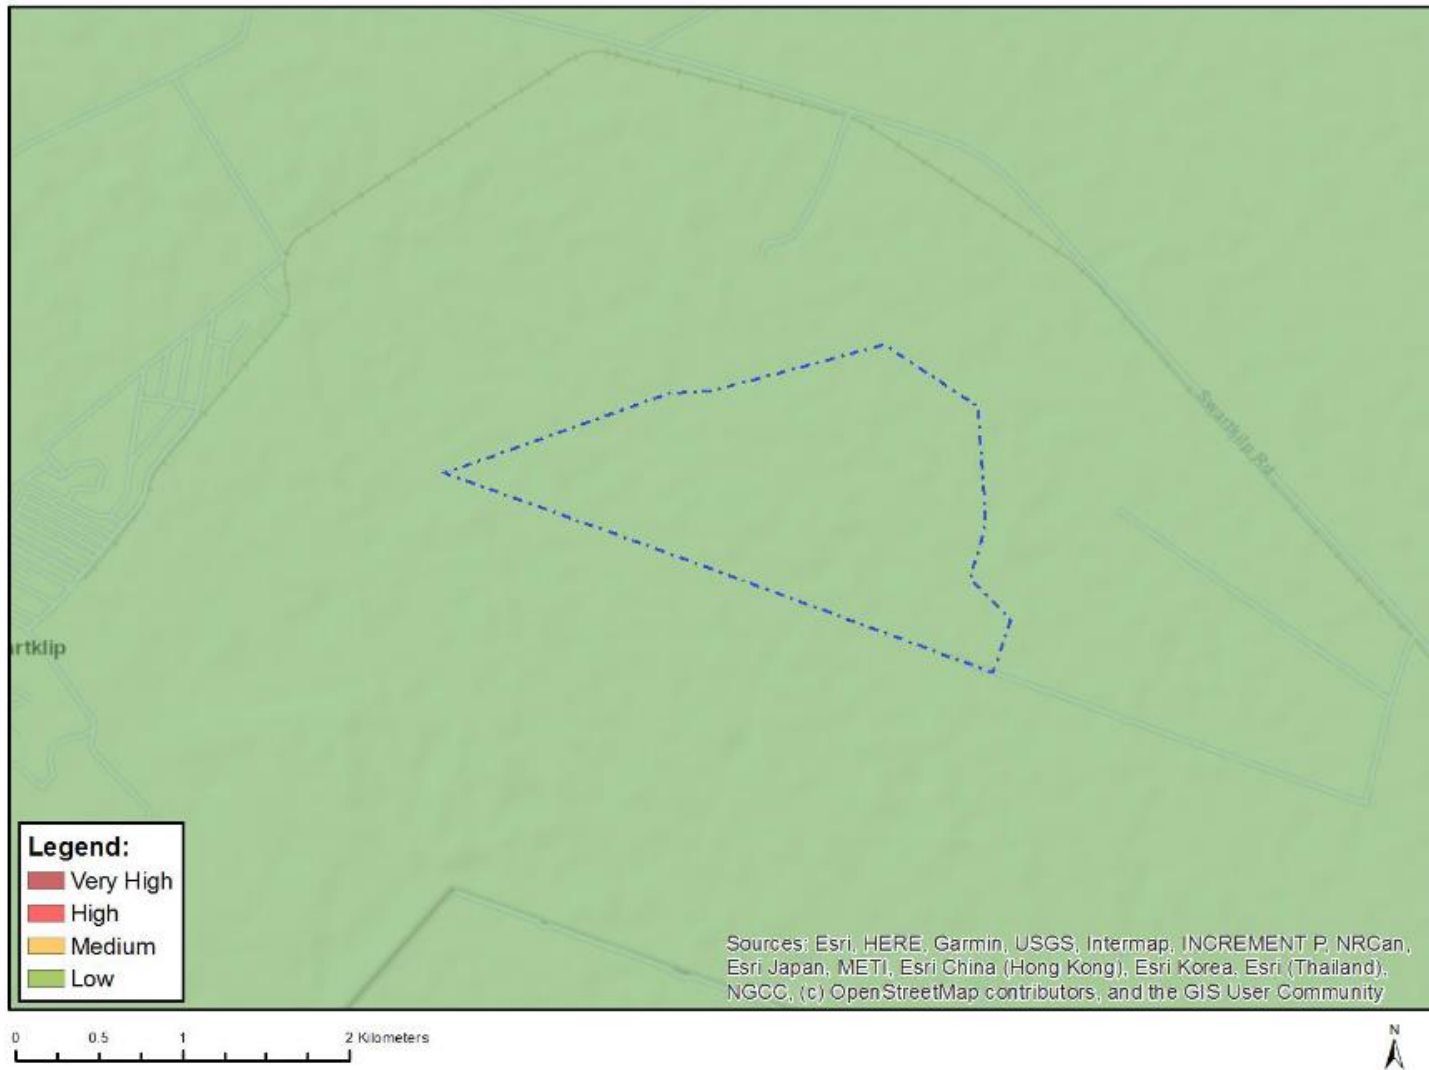 Swartklip Rd
artklip
Legend:
Very High
High
Medium
Low
Sources: Esri, HERE, Garmin, USGS, Intermap, INCREMENT P, NRCan,
Esri Japan, METI, Esri China (Hong Kong), Esri Korea, Esri (Thailand),
NGCC, (c) OpenStreetMap contributors, and the GIS User Community
0 0.5 1 2 Kilometers
N